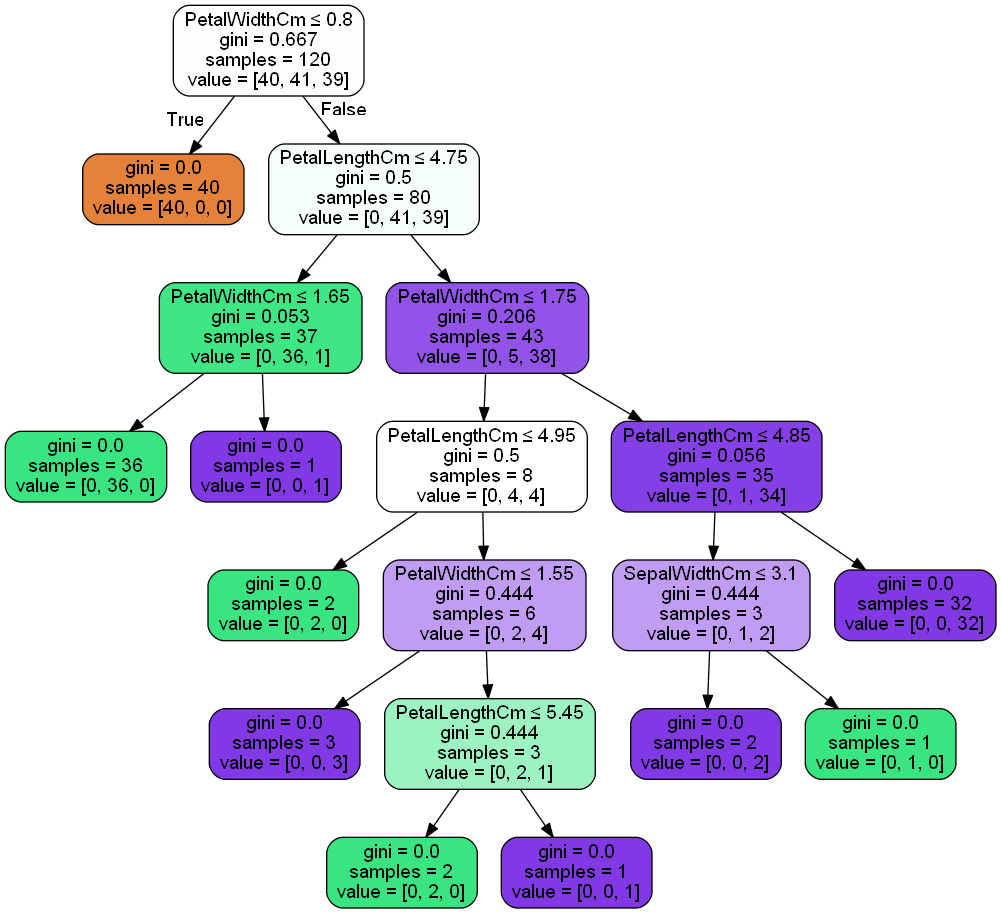 PetalWidthCm ≤ 0.8
gini = 0.667
samples = 120
value = [40, 41, 39]
True
False
gini = 0.0
samples = 40
value = [40, 0, 0]
PetalLengthCm ≤ 4.75
gini = 0.5
samples = 80
value = [0, 41, 39]
PetalWidthCm ≤ 1.65
gini = 0.053
samples = 37
value = [0, 36, 1]
PetalWidthCm ≤ 1.75
gini = 0.206
samples = 43
value = [0, 5, 38]
gini = 0.0
samples = 36
value = [0, 36, 0]
gini = 0.0
samples = 1
value = [0, 0, 1]
PetalLengthCm ≤ 4.95
gini = 0.5
samples = 8
value = [0, 4, 4]
PetalLengthCm ≤ 4.85
gini = 0.056
samples = 35
value = [0, 1, 34]
gini = 0.0
samples = 2
value = [0, 2, 0]
PetalWidthCm ≤ 1.55
gini = 0.444
samples = 6
value = [0, 2, 4]
SepalWidthCm ≤ 3.1
gini = 0.444
samples = 3
value = [0, 1, 2]
gini = 0.0
samples = 32
value = [0, 0, 32]
gini = 0.0
samples = 3
value = [0, 0, 3]
PetalLengthCm ≤ 5.45
gini = 0.444
samples = 3
value = [0, 2, 1]
gini = 0.0
samples = 2
value = [0, 0, 2]
gini = 0.0
samples = 1
value = [0, 1, 0]
gini = 0.0
samples = 2
value = [0, 2, 0]
gini = 0.0
samples = 1
value = [0, 0, 1]